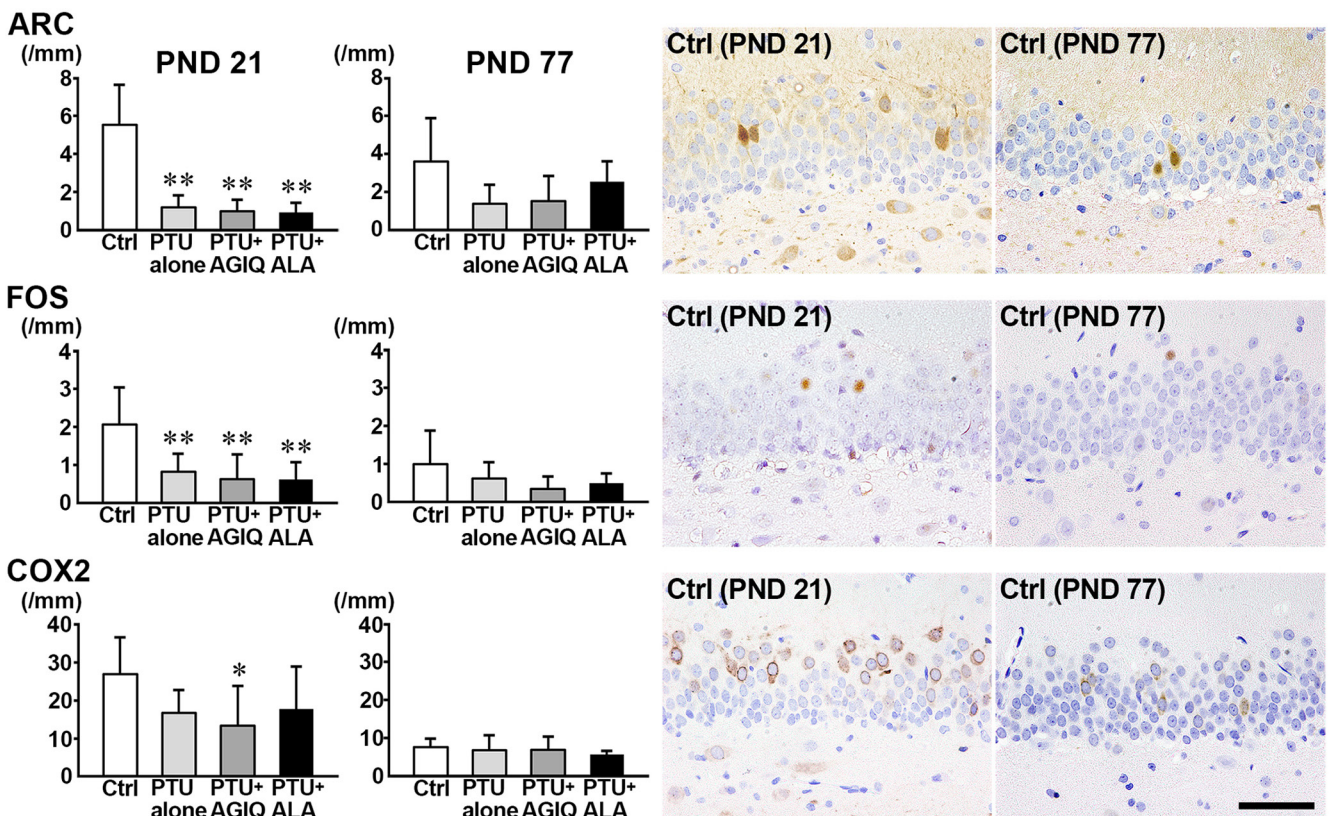 ARC
(/mm)
PND 21
(/mm)
PND 77
Ctrl (PND 21)
Ctrl (PND 77)
8
6
4
2
0
** ** **
Ctrl PTU PTU+ PTU+
alone AGIQ ALA
8
6
4
2
0
Ctrl PTU PTU+ PTU+
alone AGIQ ALA
FOS
(/mm)
(/mm)
Ctrl (PND 21)
Ctrl (PND 77)
4
3
2
1
0
** ** **
Ctrl PTU PTU+ PTU+
alone AGIQ ALA
4
3
2
1
0
Ctrl PTU PTU+ PTU+
alone AGIQ ALA
COX2
(/mm)
(/mm)
Ctrl (PND 21)
Ctrl (PND 77)
40
30
20
10
0
*
Ctrl PTU PTU+ PTU+
alone AGIQ ALA
40
30
20
10
0
Ctrl PTU PTU+ PTU+
alone AGIQ ALA